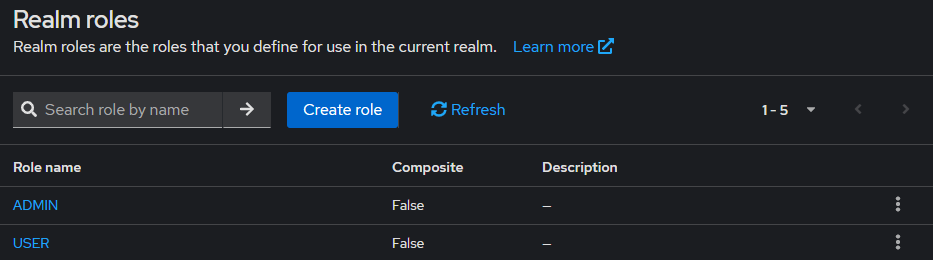 Realm roles
Realm roles are the roles that you define for use in the current realm. Learn more
Search role by name Create role Refresh 1 - 5
Role name Composite Description
ADMIN False –
USER False –